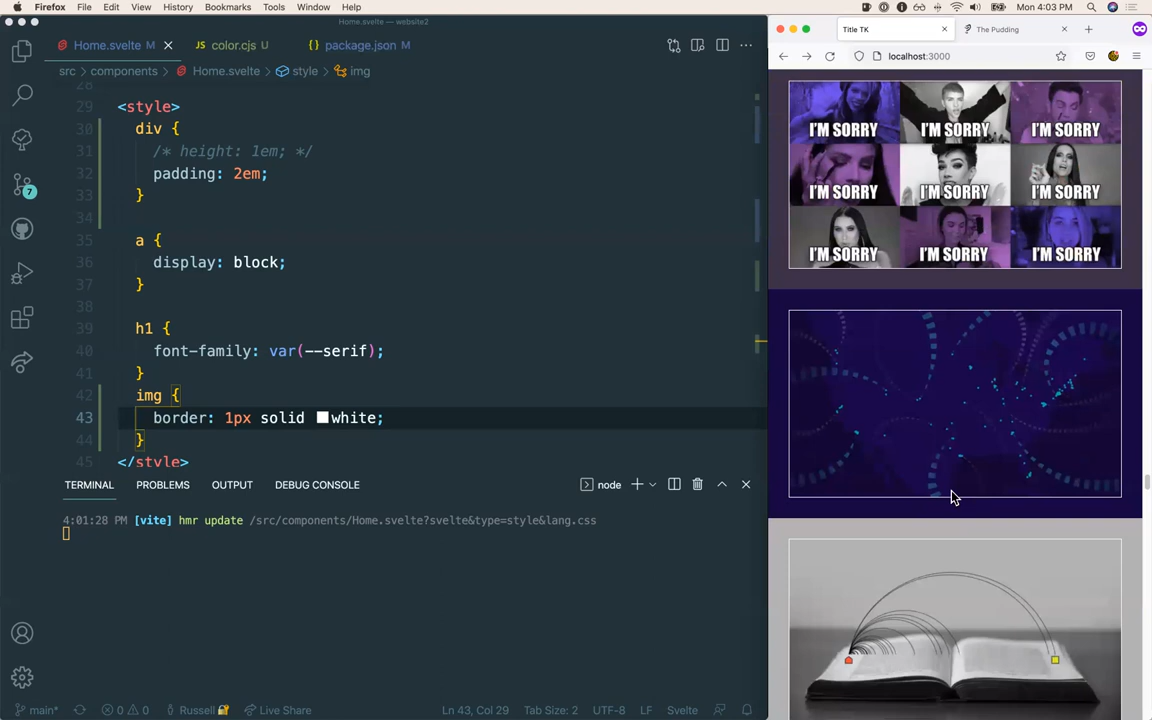 Firefox File Edit View History Bookmarks Tools Window Help
Mon 4:03 PM
Home.svelte — website2
Home.svelte M
color.cjs U
package.json M
src > components > Home.svelte > style > img
28
29 <style>
30 div {
31 /* height: 1em; */
32 padding: 2em;
33 }
34
35 a {
36 display: block;
37 }
38
39 h1 {
40 font-family: var(--serif);
41 }
42 img {
43 border: 1px solid white;
44 }
45 </style>
7
TERMINAL PROBLEMS OUTPUT DEBUG CONSOLE
node
4:01:28 PM [vite] hmr update /src/components/Home.svelte?svelte&type=style&lang.css
main* 0 0 Russell Live Share
Ln 43, Col 29 Tab Size: 2 UTF-8 LF Svelte
Title TK
The Pudding
localhost:3000
I'M SORRY I'M SORRY I'M SORRY
I'M SORRY I'M SORRY I'M SORRY
I'M SORRY I'M SORRY I'M SORRY